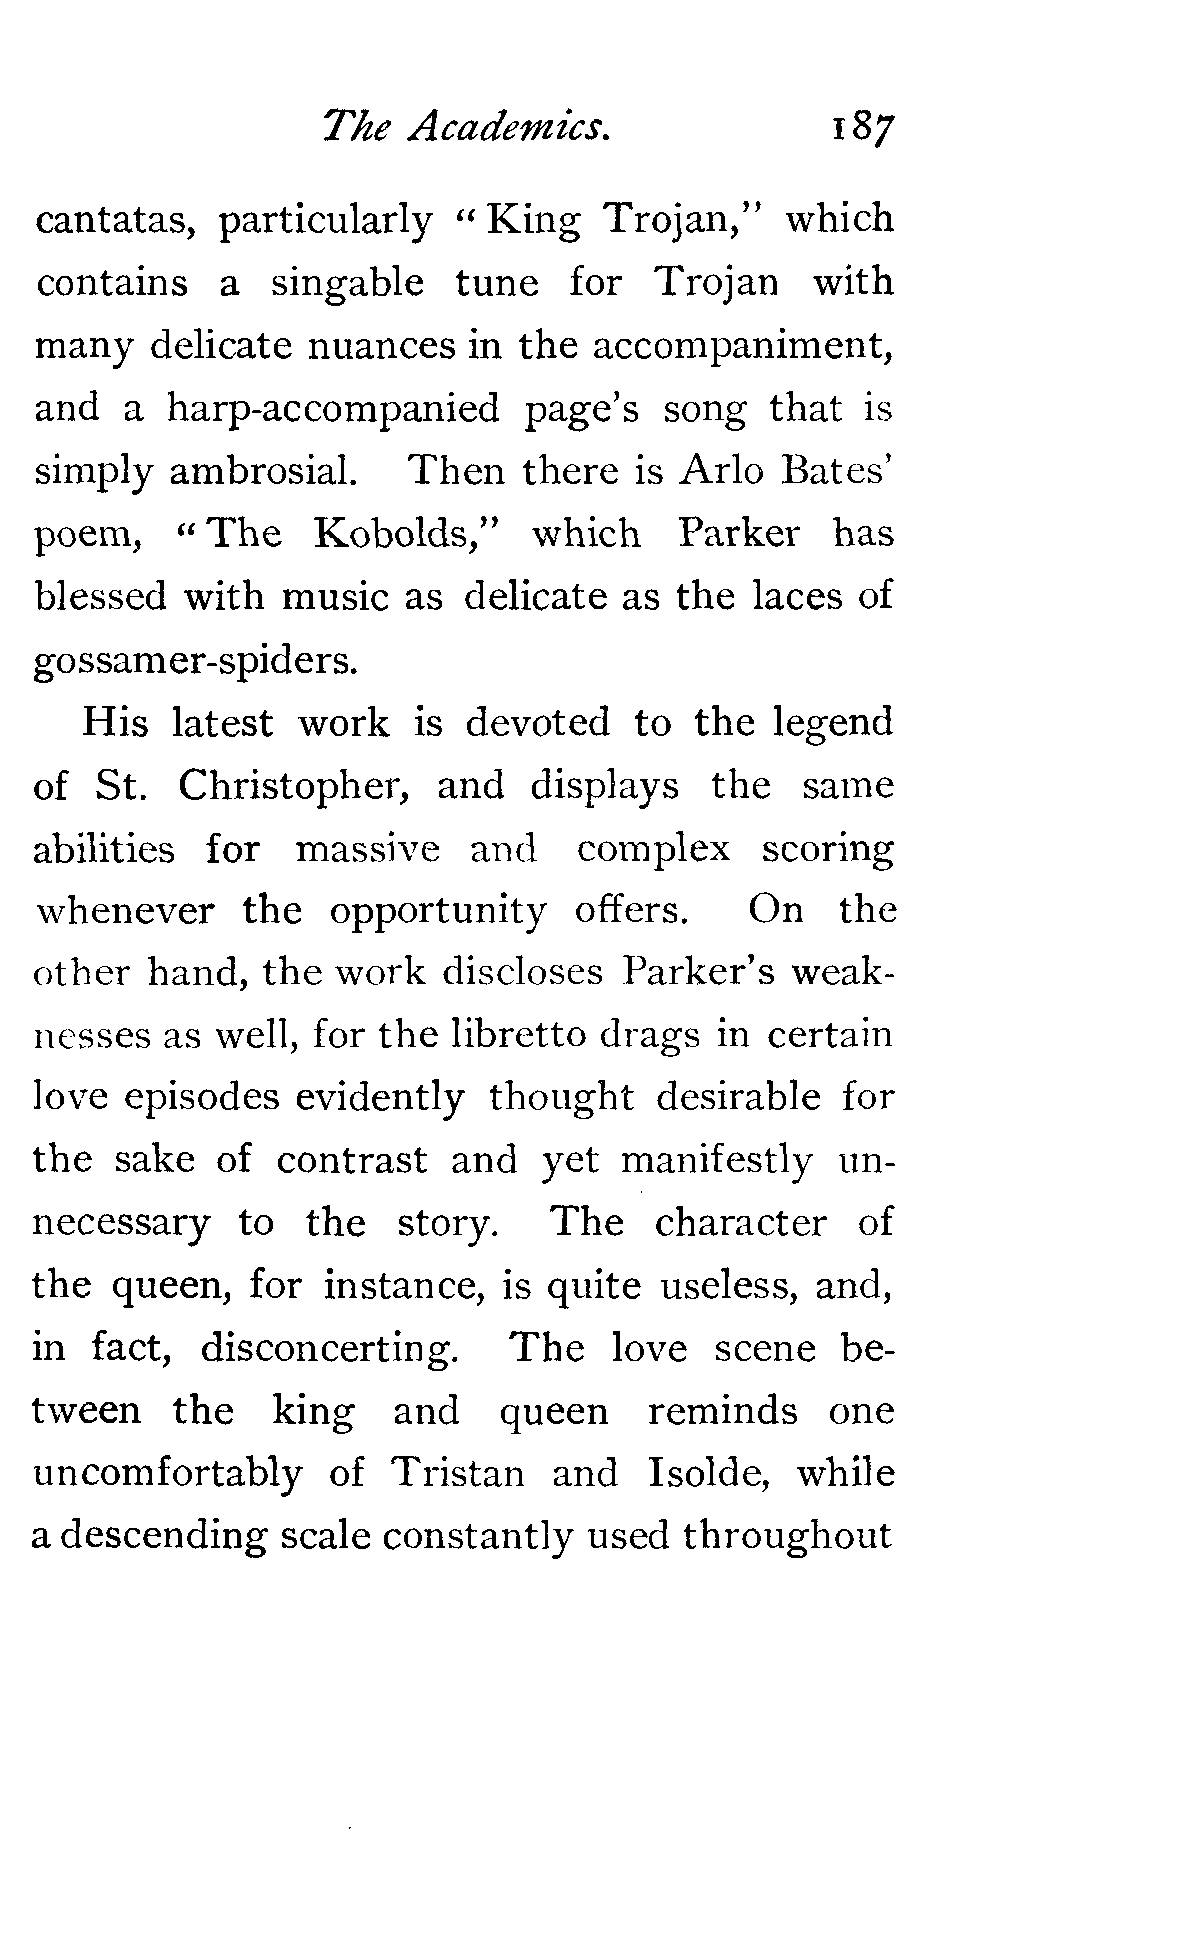 The Academics. 187
cantatas, particularly “King Trojan,” which
contains a singable tune for Trojan with
many delicate nuances in the accompaniment,
and a harp-accompanied page’s song that is
simply ambrosial. Then there is Arlo Bates’
poem, “The Kobolds,” which Parker has
blessed with music as delicate as the laces of
gossamer-spiders.
His latest work is devoted to the legend
of St. Christopher, and displays the same
abilities for massive and complex scoring
whenever the opportunity offers. On the
other hand, the work discloses Parker’s weak-
nesses as well, for the libretto drags in certain
love episodes evidently thought desirable for
the sake of contrast and yet manifestly un-
necessary to the story. The character of
the queen, for instance, is quite useless, and,
in fact, disconcerting. The love scene be-
tween the king and queen reminds one
uncomfortably of Tristan and Isolde, while
a descending scale constantly used throughout